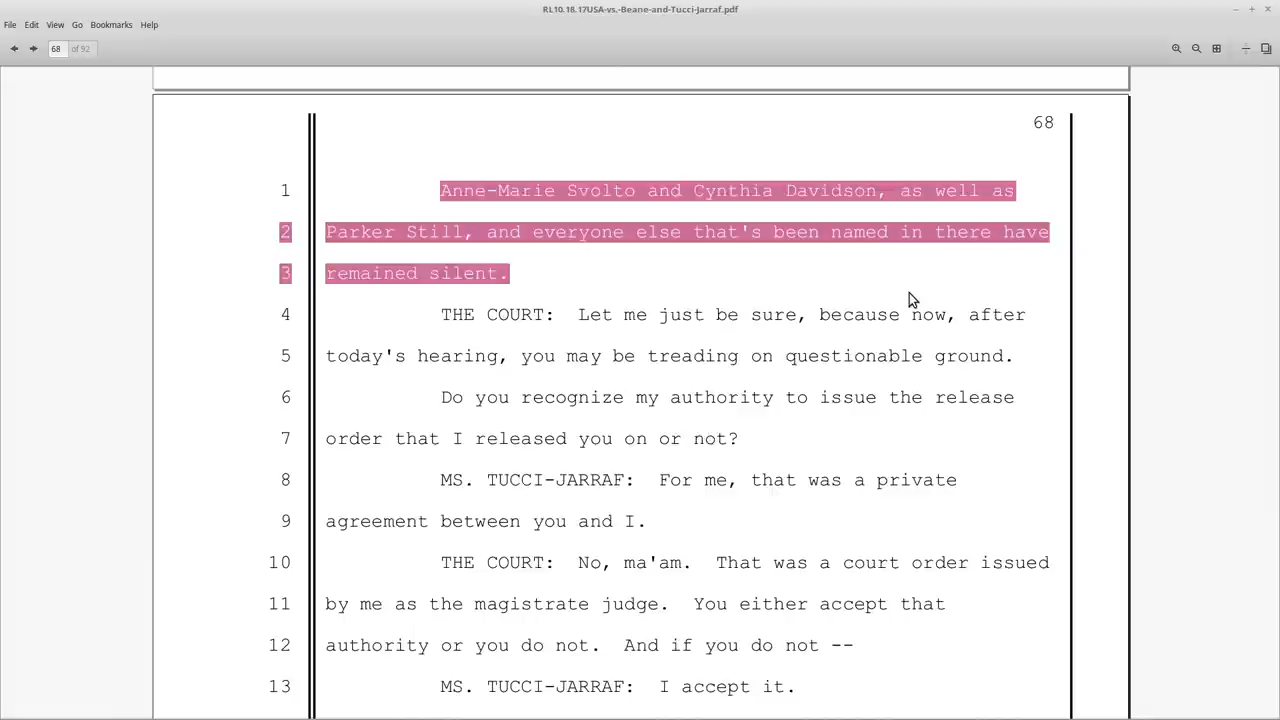 RL10.18.17USA-vs.-Beane-and-Tucci-Jarraf.pdf
File Edit View Go Bookmarks Help
68 of 92
68
1 Anne-Marie Svolto and Cynthia Davidson, as well as
2 Parker Still, and everyone else that's been named in there have
3 remained silent.
4 THE COURT: Let me just be sure, because now, after
5 today's hearing, you may be treading on questionable ground.
6 Do you recognize my authority to issue the release
7 order that I released you on or not?
8 MS. TUCCI-JARRAF: For me, that was a private
9 agreement between you and I.
10 THE COURT: No, ma'am. That was a court order issued
11 by me as the magistrate judge. You either accept that
12 authority or you do not. And if you do not --
13 MS. TUCCI-JARRAF: I accept it.